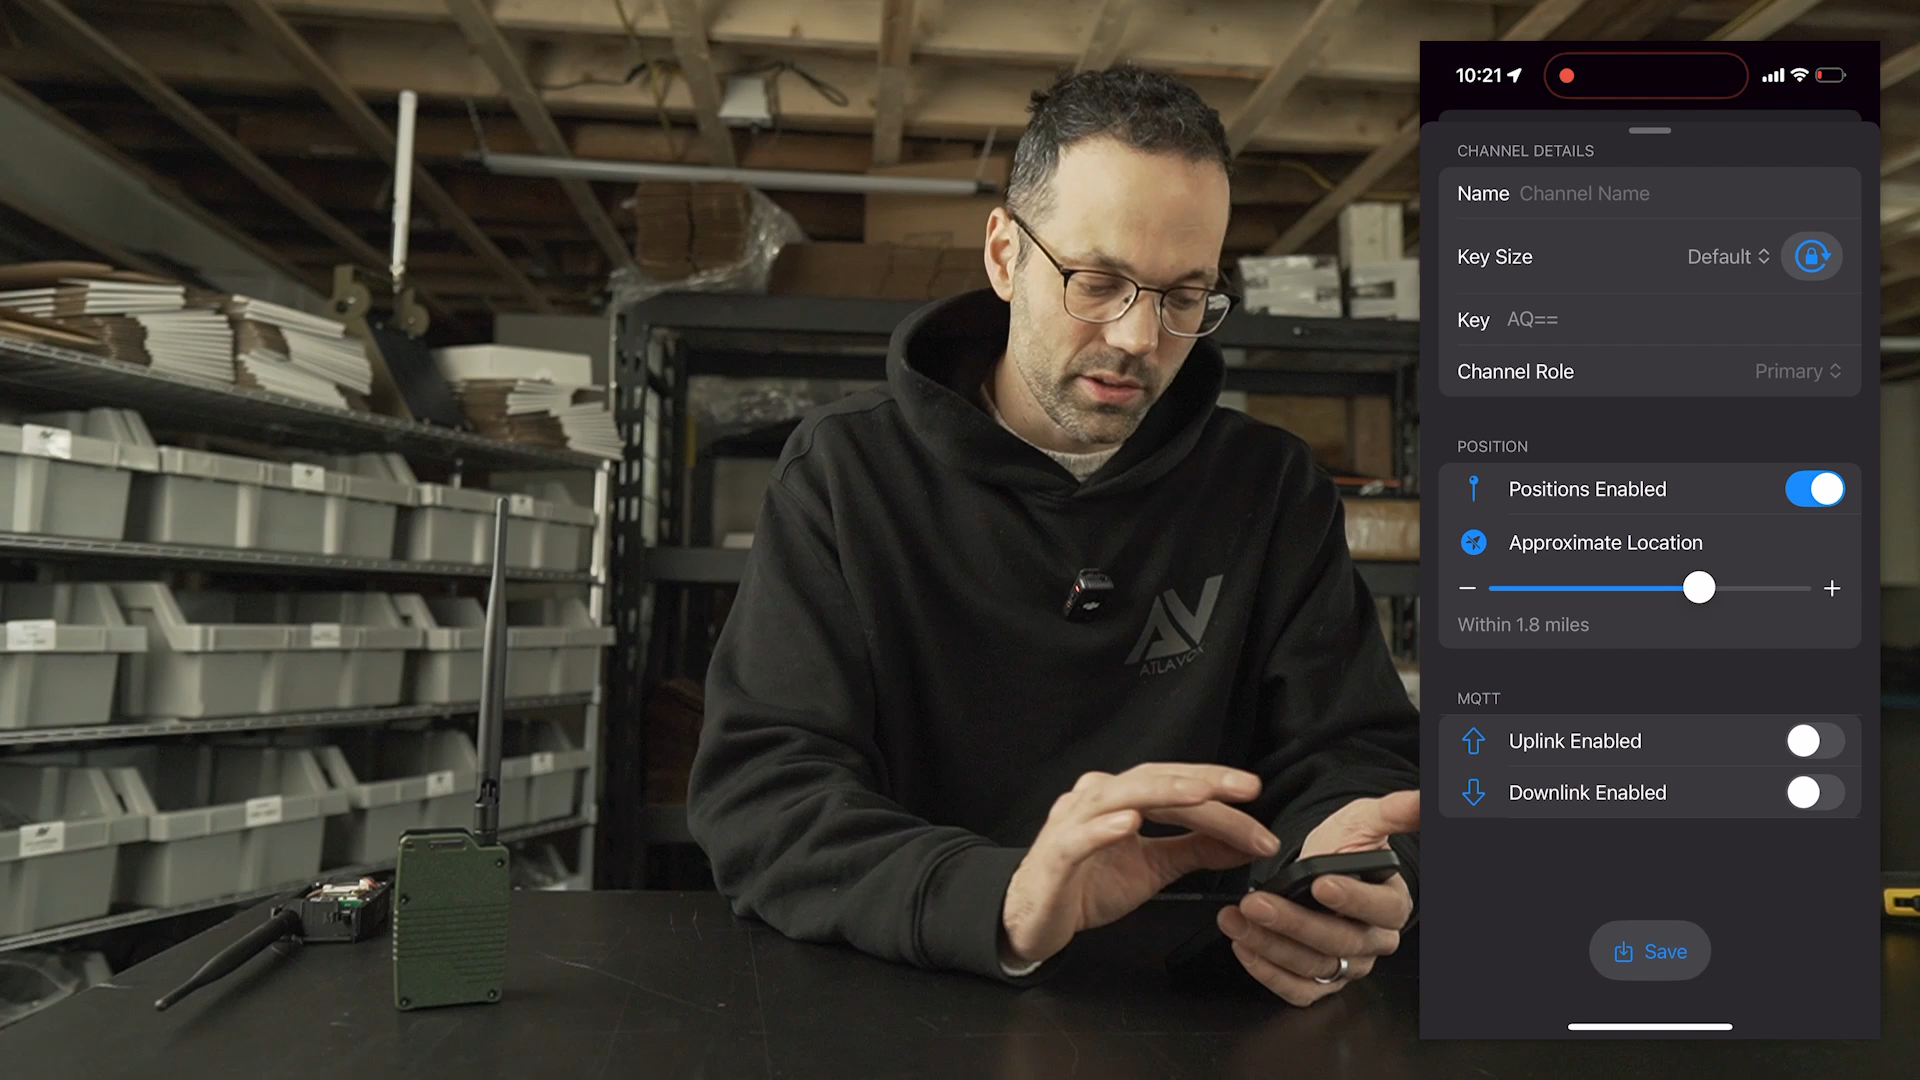 10:21
CHANNEL DETAILS
Name Channel Name
Key Size Default
Key AQ==
Channel Role Primary
POSITION
Positions Enabled
Approximate Location
Within 1.8 miles
MQTT
Uplink Enabled
Downlink Enabled
Save
AV